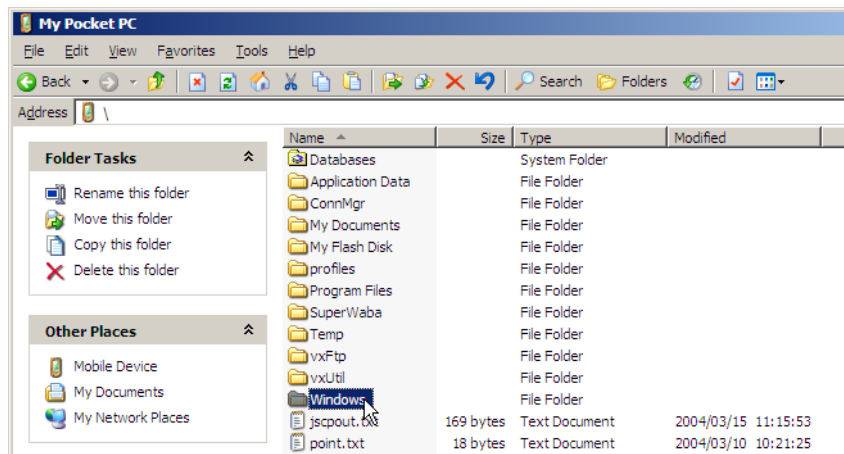 My Pocket PC
File Edit View Favorites Tools Help
Back Search Folders
Address \
Name Size Type Modified
Folder Tasks
Rename this folder
Move this folder
Copy this folder
Delete this folder
Other Places
Mobile Device
My Documents
My Network Places
Databases System Folder
Application Data File Folder
ConnMgr File Folder
My Documents File Folder
My Flash Disk File Folder
profiles File Folder
Program Files File Folder
SuperWaba File Folder
Temp File Folder
vxFtp File Folder
vxUtil File Folder
Windows File Folder
jscpout.txt 169 bytes Text Document 2004/03/15 11:15:53
point.txt 18 bytes Text Document 2004/03/10 10:21:25